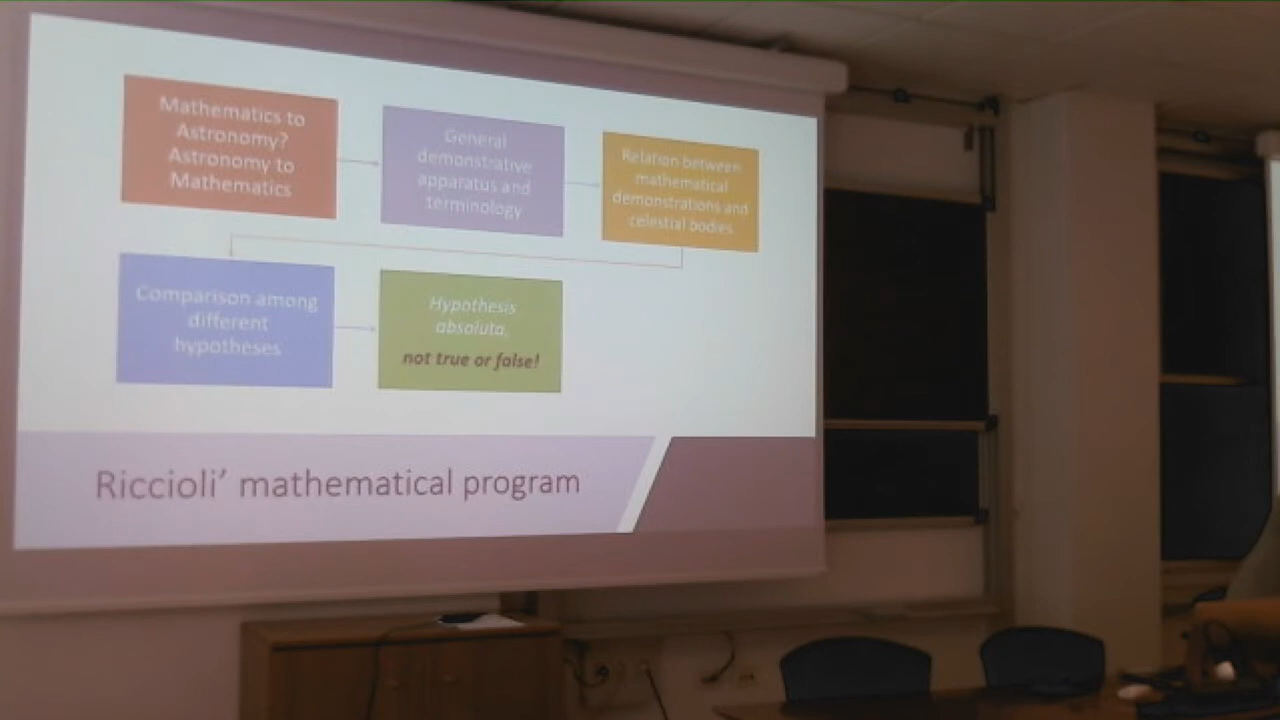 Mathematics to
Astronomy?
Astronomy to
Mathematics
General
demonstrative
apparatus and
terminology
Relation between
mathematical
demonstrations and
celestial bodies
Comparison among
different
hypotheses
Hypothesis
absoluta,
not true or false!
Riccioli’ mathematical program